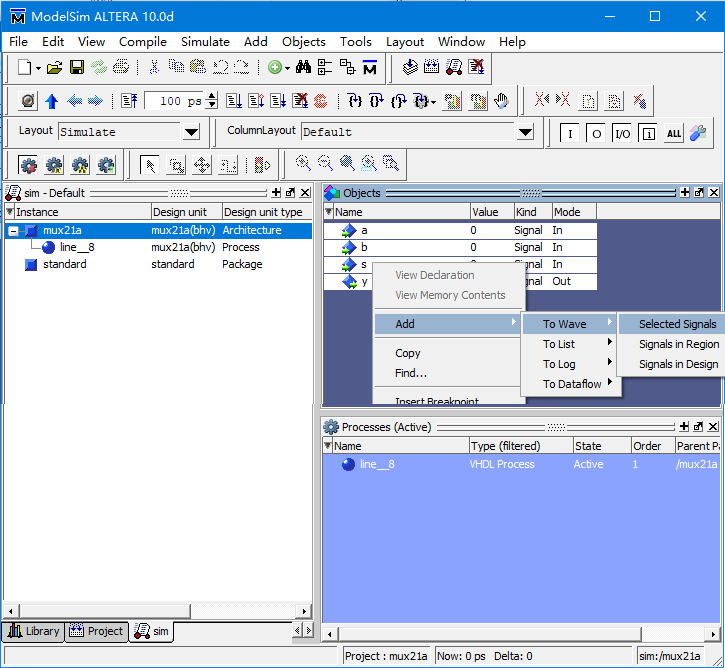 ModelSim ALTERA 10.0d
File Edit View Compile Simulate Add Objects Tools Layout Window Help
100 ps
Layout Simulate ColumnLayout Default I O I/O i ALL
sim - Default
Instance Design unit Design unit type
mux21a mux21a(bhv) Architecture
line__8 mux21a(bhv) Process
standard standard Package
Objects
Name Value Kind Mode
a 0 Signal In
b 0 Signal In
s 0 Signal In
y ignal Out
View Declaration
View Memory Contents
Add
Copy
Find...
Insert Breakpoint
To Wave
To List
To Log
To Dataflow
Selected Signals
Signals in Region
Signals in Design
Processes (Active)
Name Type (filtered) State Order Parent Pa
line__8 VHDL Process Active 1 /mux21a
Library Project sim
Project : mux21a Now: 0 ps Delta: 0 sim:/mux21a